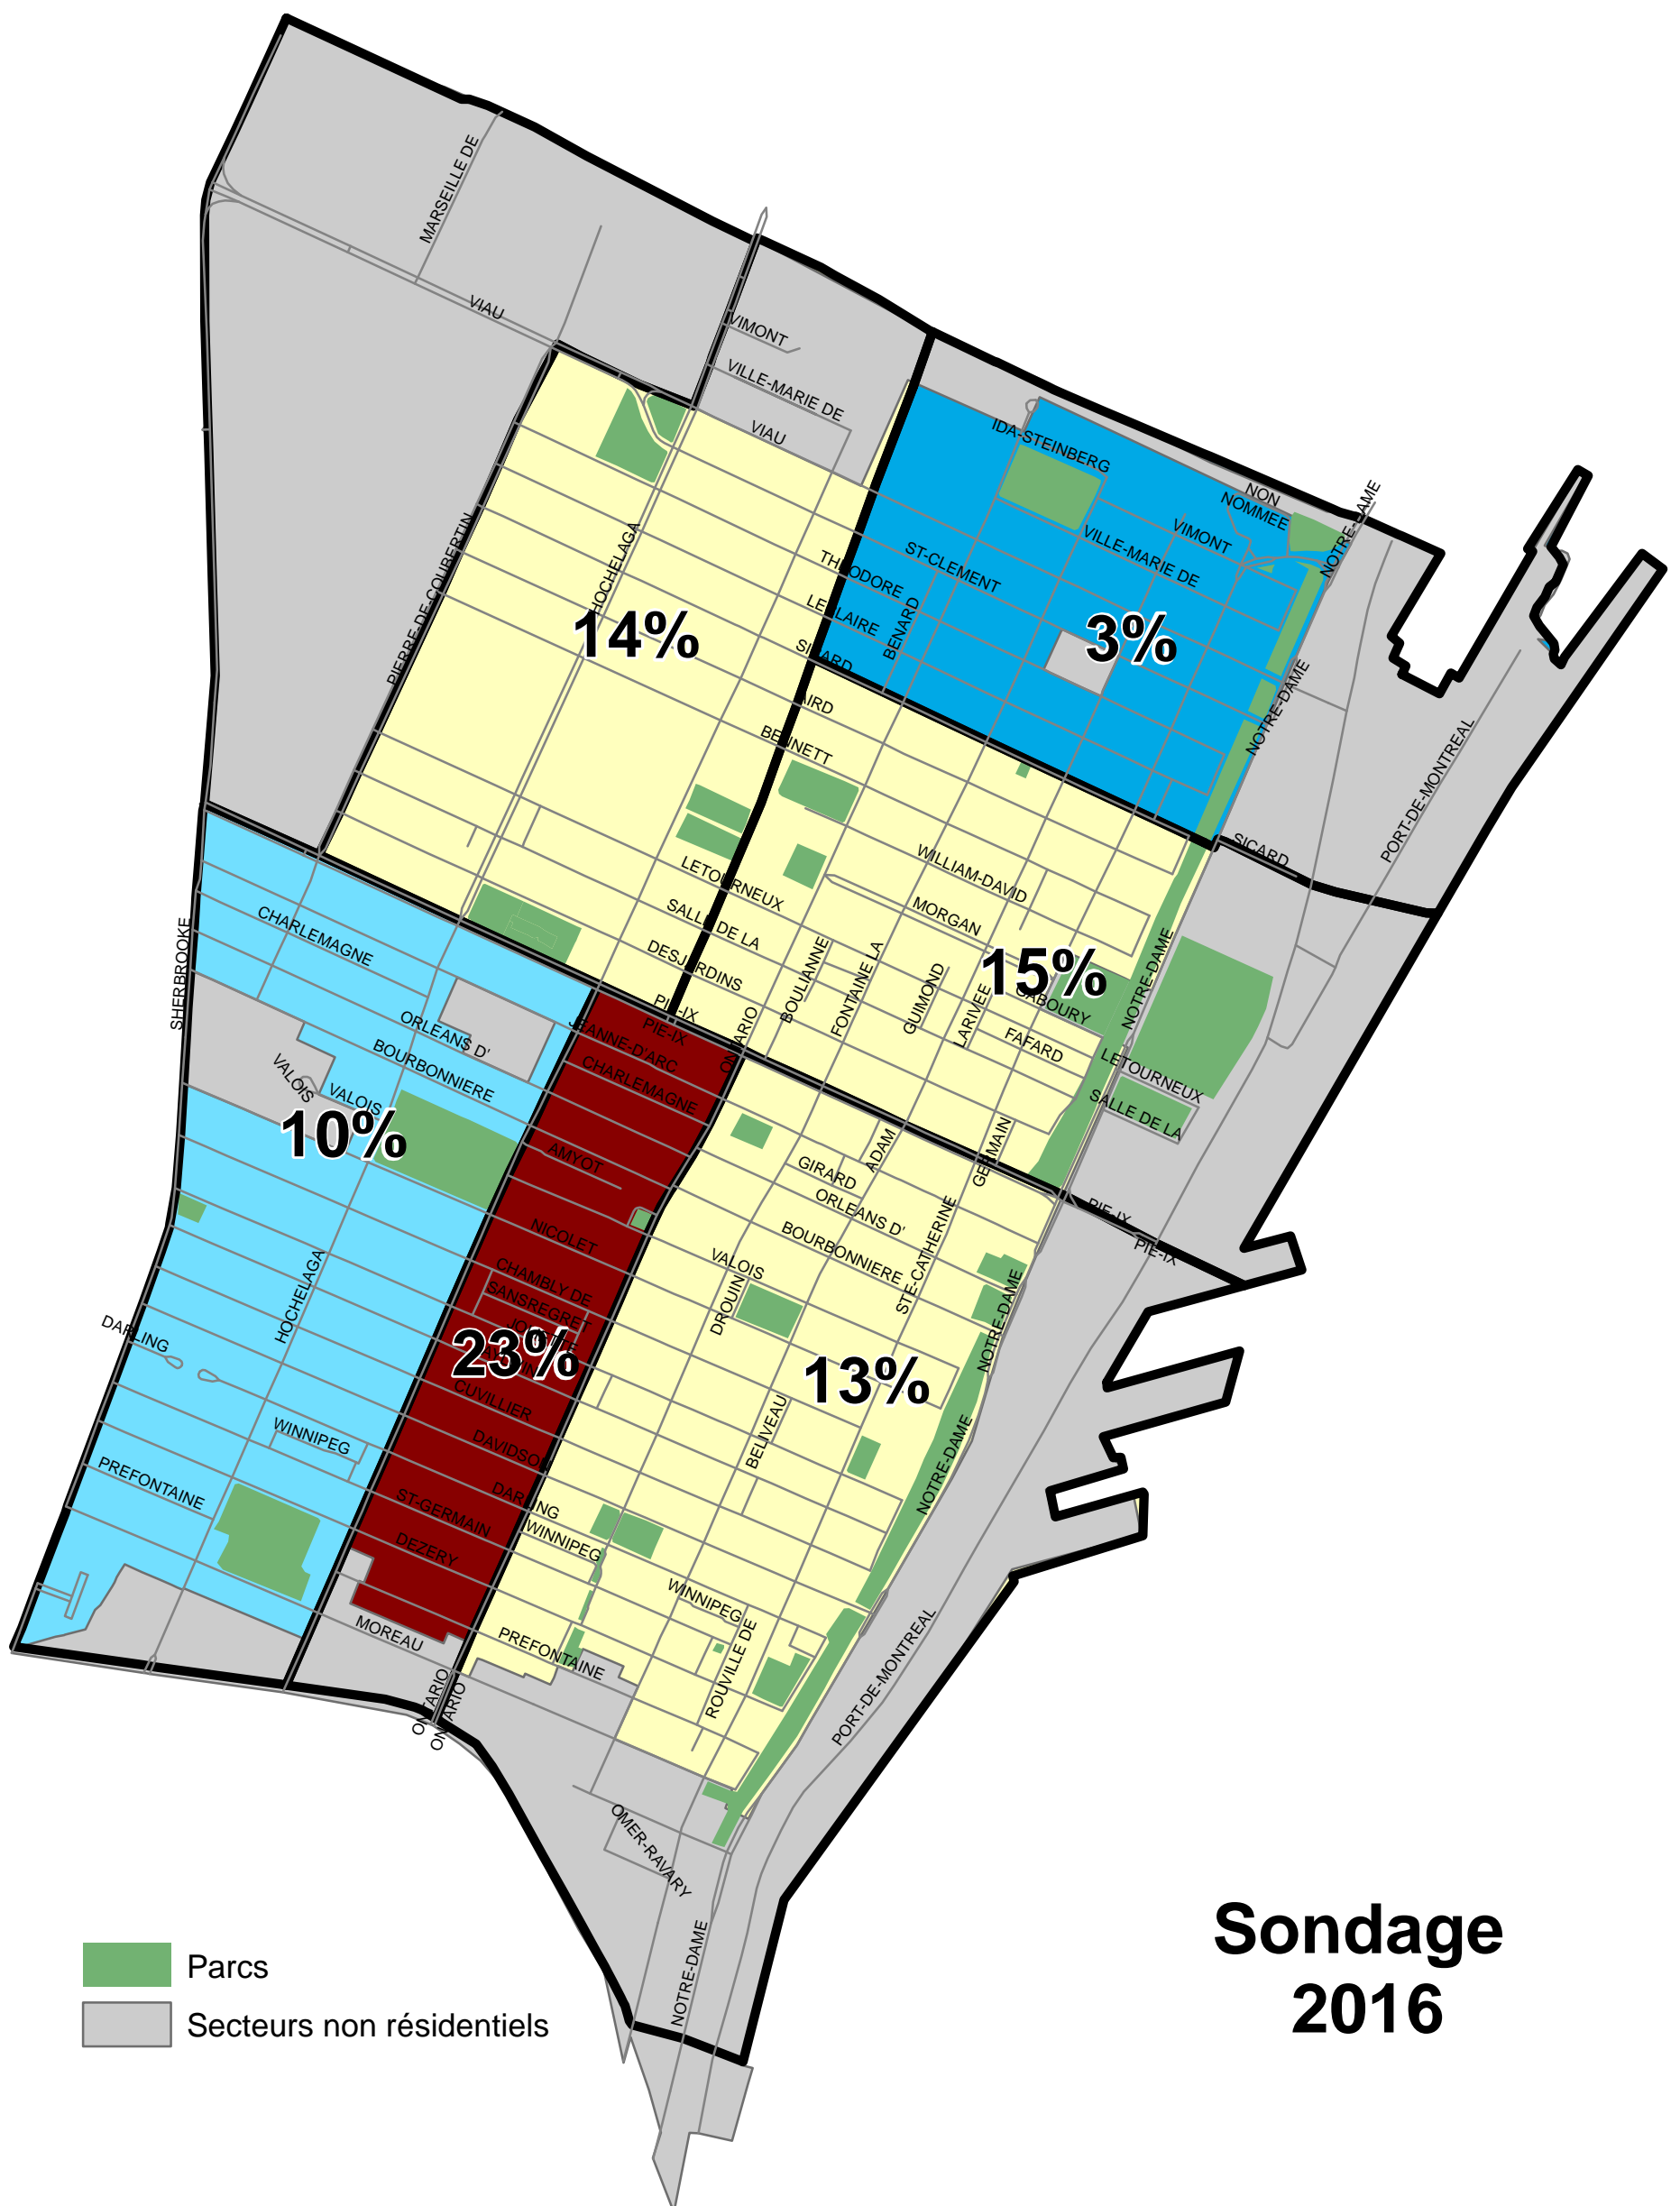 MARSEILLE DE
VIAU
VIMONT
VILLE-MARIE DE
VIAU
IDA-STEINBERG
NON
NOMMÉE
VIMONT
VILLE-MARIE DE
NOTRE-DAME
ST-CLEMENT
THEODORE
LECLAIRE
BENARD
SICARD
HOCHELAGA
PIERRE-DE-COUBERTIN
14%
3%
AIRD
BENNETT
NOTRE-DAME
PORT-DE-MONTREAL
SICARD
WILLIAM-DAVID
MORGAN
LETOURNEUX
SALLE DE LA
DESJARDINS
PIE-IX
BOULIANNE
FONTAINE LA
GUIMOND
LARIVEE
15%
CABOURY
FAFARD
NOTRE-DAME
LETOURNEUX
SALLE DE LA
SHERBROOKE
CHARLEMAGNE
ORLEANS D'
BOURBONNIERE
VALOIS
VALOIS
10%
PIE-IX
JEANNE-D'ARC
CHARLEMAGNE
ONTARIO
AMYOT
NICOLET
CHAMBLY DE
SANSREGRET
JOLIETTE
23%
CUVILLIER
DAVIDSON
DARLING
WINNIPEG
ST-GERMAIN
DEZERY
ADAM
GERMAIN
GIRARD
ORLEANS D'
BOURBONNIERE
STE-CATHERINE
PIE-IX
PIE-IX
VALOIS
DROUIN
NOTRE-DAME
13%
BELIVEAU
NOTRE-DAME
HOCHELAGA
DARLING
WINNIPEG
PREFONTAINE
MOREAU
PREFONTAINE
WINNIPEG
ROUVILLE DE
PORT-DE-MONTREAL
ONTARIO
ONTARIO
OMER-RAVARY
NOTRE-DAME
Sondage
2016
Parcs
Secteurs non résidentiels